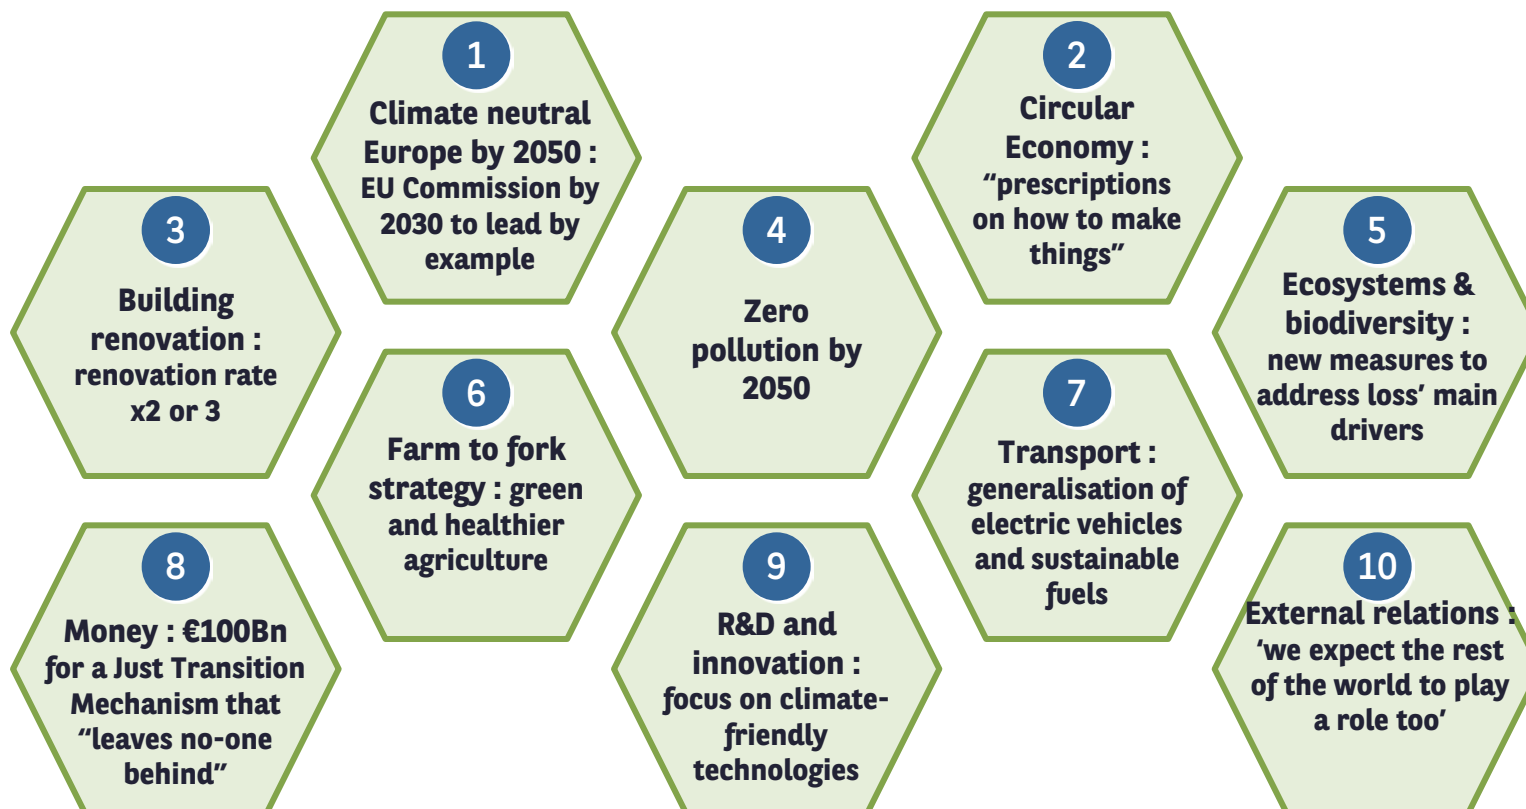 1
Climate neutral
Europe by 2050 :
EU Commission by
2030 to lead by
example
2
Circular
Economy :
“prescriptions
on how to make
things”
3
Building
renovation :
renovation rate
x2 or 3
4
Zero
pollution by
2050
5
Ecosystems &
biodiversity :
new measures to
address loss’ main
drivers
6
Farm to fork
strategy : green
and healthier
agriculture
7
Transport :
generalisation of
electric vehicles
and sustainable
fuels
8
Money : €100Bn
for a Just Transition
Mechanism that
“leaves no-one
behind”
9
R&D and
innovation :
focus on climate-
friendly
technologies
10
External relations :
‘we expect the rest
of the world to play
a role too’